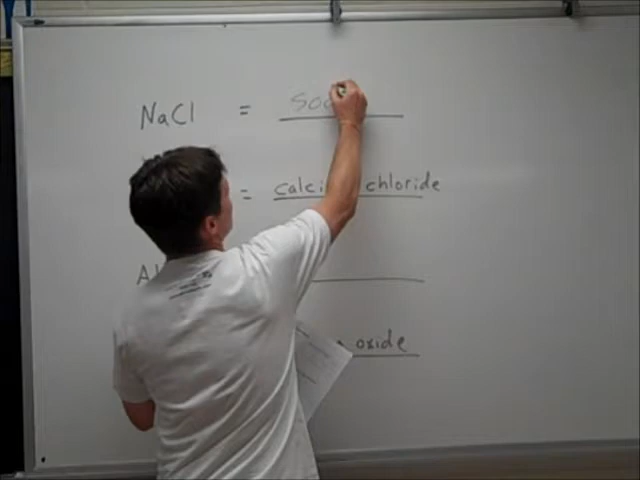 NaCl = Sod
= calci chloride
Al
oxide